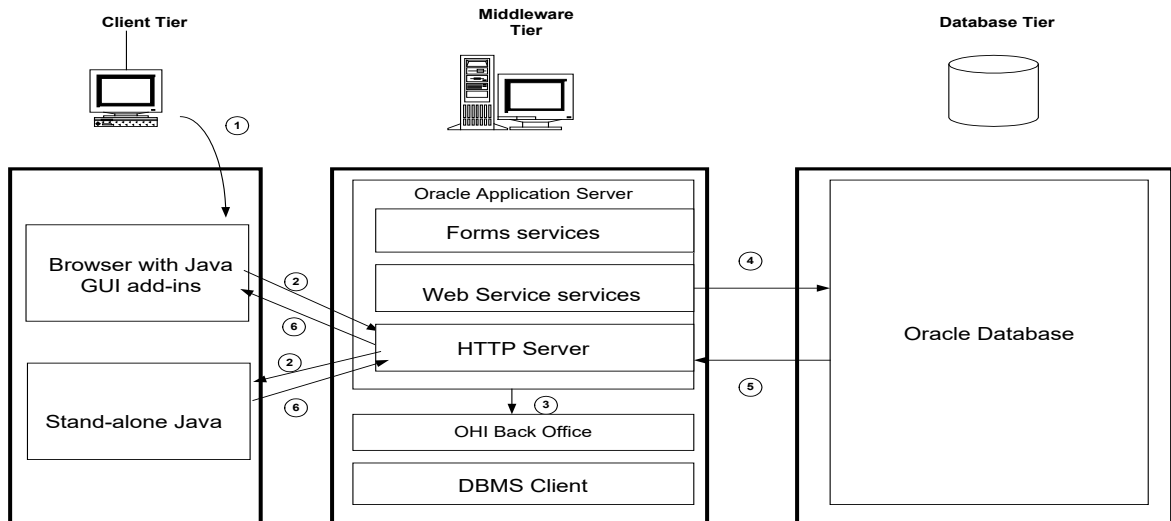 Client Tier
Middleware
Tier
Database Tier
1
Oracle Application Server
Forms services
Web Service services
HTTP Server
Browser with Java
GUI add-ins
2
6
2
6
Stand-alone Java
3
OHI Back Office
DBMS Client
4
5
Oracle Database